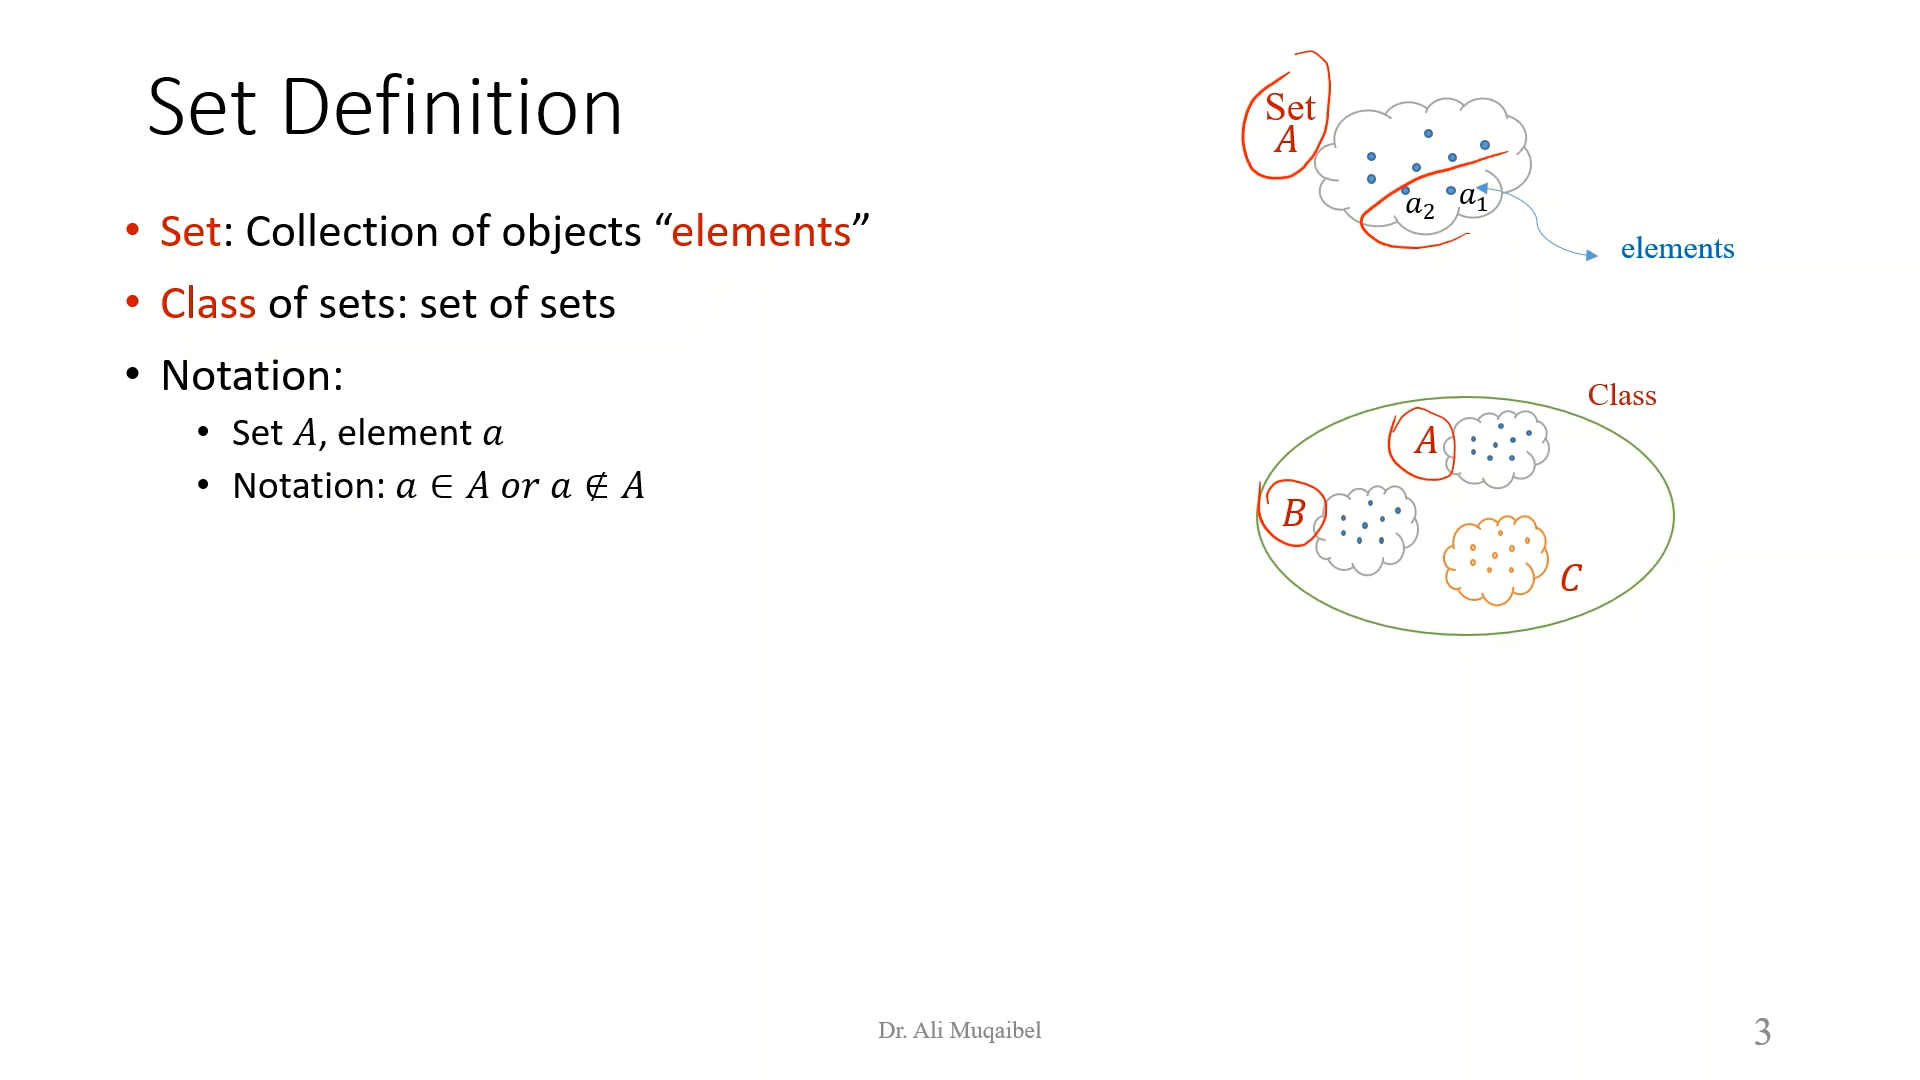 Set Definition
• Set: Collection of objects “elements”
• Class of sets: set of sets
• Notation:
• Set A, element a
• Notation: a ∈ A or a ∉ A
Set
A
a₂ a₁
elements
Class
A
B
C
Dr. Ali Muqaibel
3